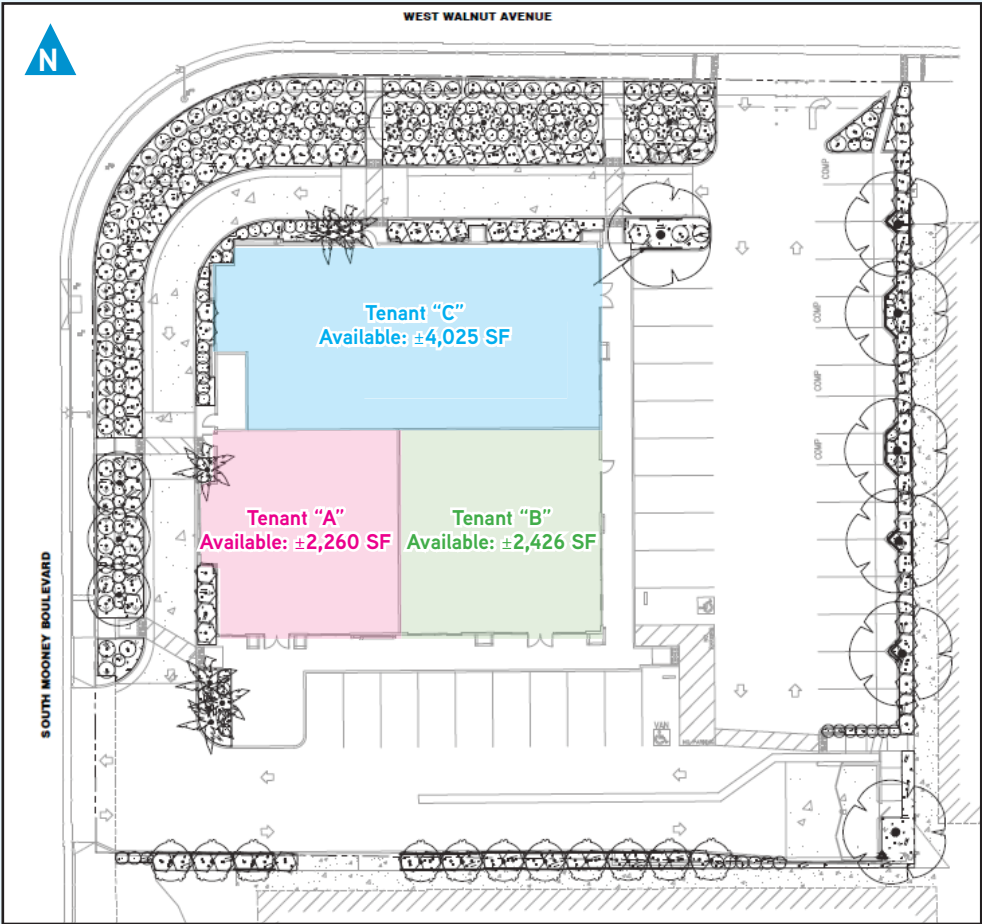 WEST WALNUT AVENUE
N
COMP
Tenant “C”
Available: ±4,025 SF
COMP
COMP
COMP
Tenant “A”
Available: ±2,260 SF
Tenant “B”
Available: ±2,426 SF
SOUTH MOONEY BOULEVARD
VAN